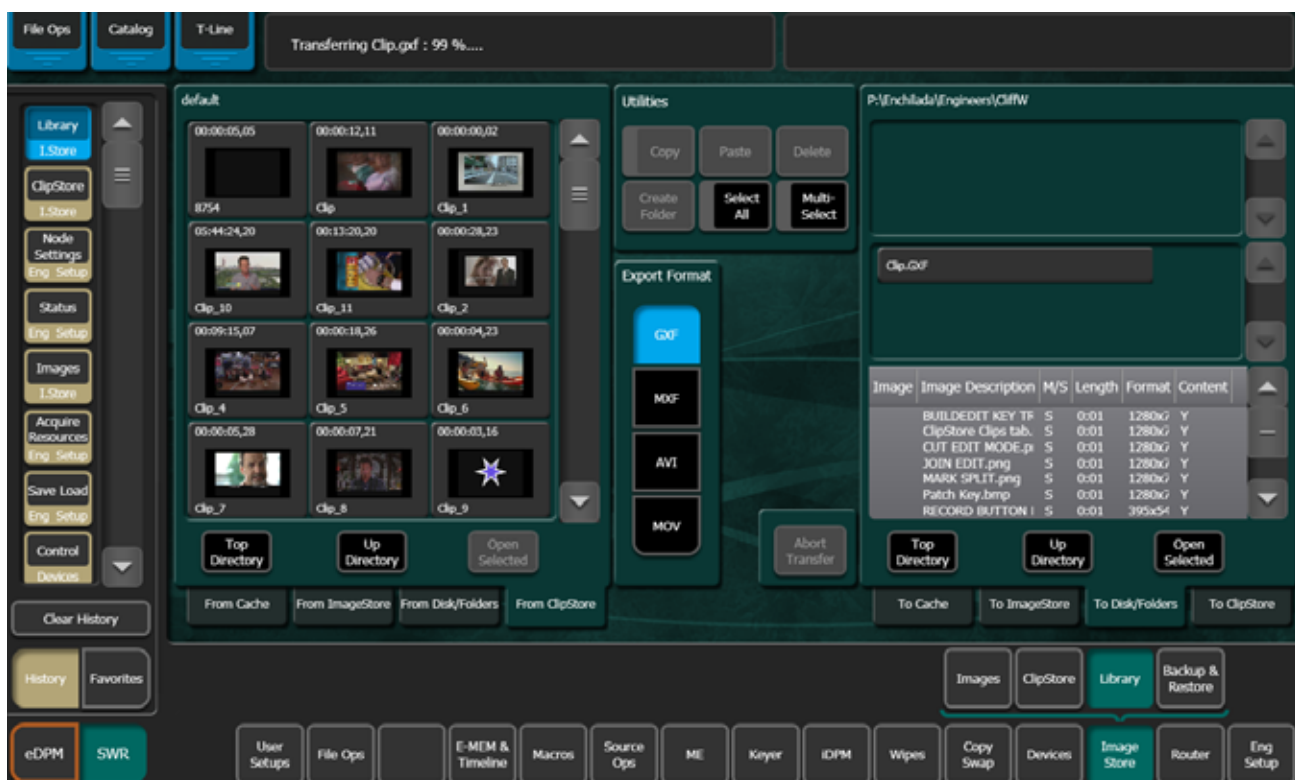 File Ops
Catalog
T-Line
Transferring Clip.gxf : 99 %....
Library
I.Store
ClipStore
I.Store
Node
Settings
Eng Setup
Status
Eng Setup
Images
I.Store
Acquire
Resources
Eng Setup
Save Load
Eng Setup
Control
Devices
Clear History
History
Favorites
eDPM
SWR
default
00:00:05,05
00:00:12,11
00:00:00,02
8754
Clip
Clip_1
05:44:24,20
00:13:20,20
00:00:28,23
Clip_10
Clip_11
Clip_2
00:09:15,07
00:00:18,26
00:00:04,23
Clip_4
Clip_5
Clip_6
00:00:05,28
00:00:07,21
00:00:03,16
Clip_7
Clip_8
Clip_9
Top
Directory
Up
Directory
Open
Selected
From Cache
From ImageStore
From Disk/Folders
From ClipStore
Utilities
Copy
Paste
Delete
Create
Folder
Select
All
Multi-
Select
Export Format
GXF
MXF
AVI
MOV
Abort
Transfer
P:\Enchilada\Engineers\CliffW
Clip.GXF
Image Image Description M/S Length Format Content
BUILDEDIT KEY TF S 0:01 1280x7 Y
ClipStore Clips tab. S 0:01 1280x7 Y
CUT EDIT MODE.pi S 0:01 1280x7 Y
JOIN EDIT.png S 0:01 1280x7 Y
MARK SPLIT.png S 0:01 1280x7 Y
Patch Key.bmp S 0:01 1280x7 Y
RECORD BUTTON S 0:01 395x54 Y
Top
Directory
Up
Directory
Open
Selected
To Cache
To ImageStore
To Disk/Folders
To ClipStore
Images
ClipStore
Library
Backup &
Restore
User
Setups
File Ops
E-MEM &
Timeline
Macros
Source
Ops
ME
Keyer
iDPM
Wipes
Copy
Swap
Devices
Image
Store
Router
Eng
Setup